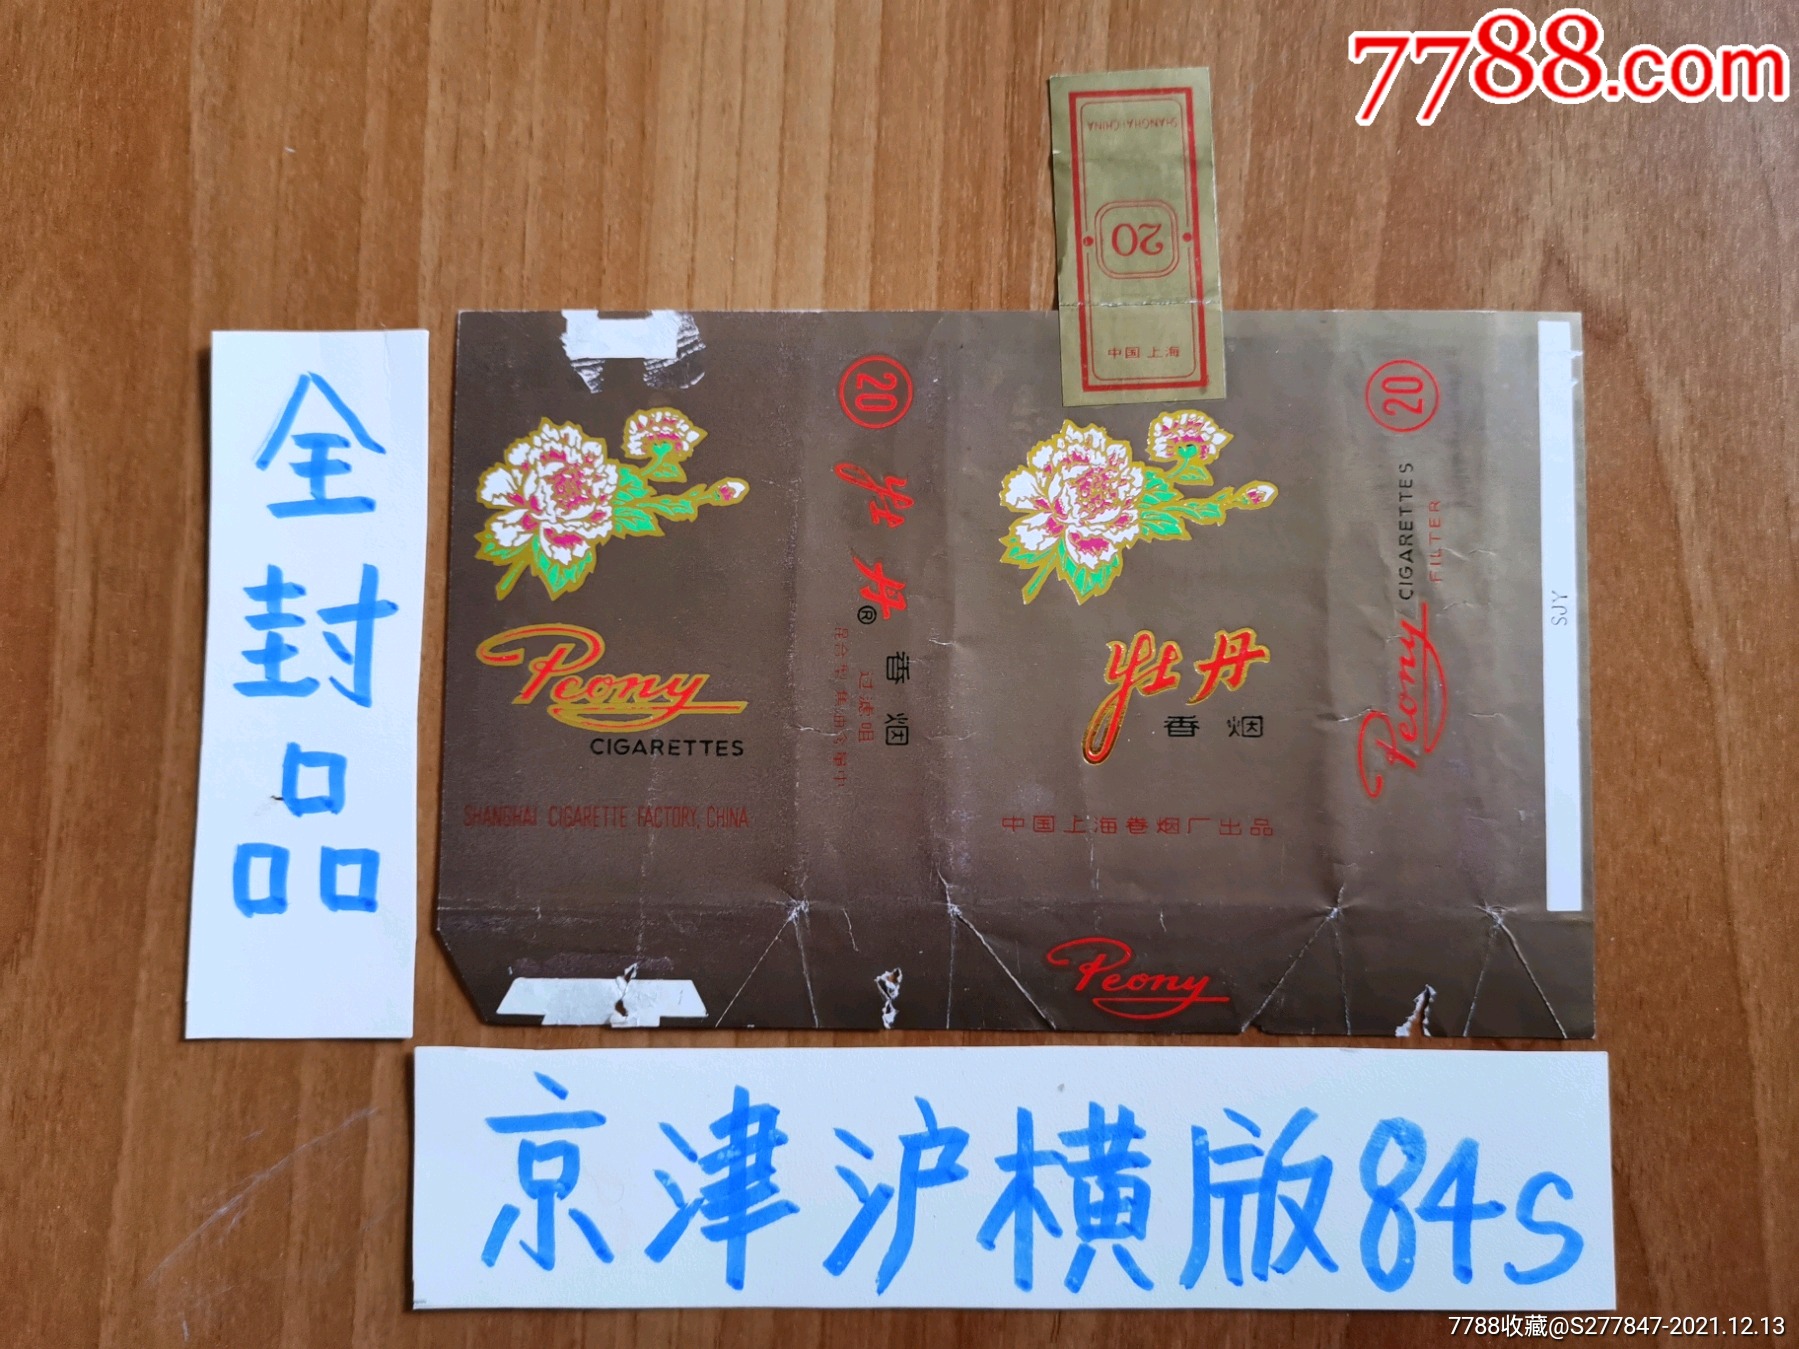 7788.com
SHANGHAI CHINA
20
中国上海
全
封
品
Peony
CIGARETTES
SHANGHAI CIGARETTE FACTORY, CHINA
20
牡丹®
香烟
过滤咀
牡丹
香烟
中国上海卷烟厂出品
Peony
20
Peony CIGARETTES
FILTER
SJY
京津沪横版84s
7788收藏@S277847-2021.12.13